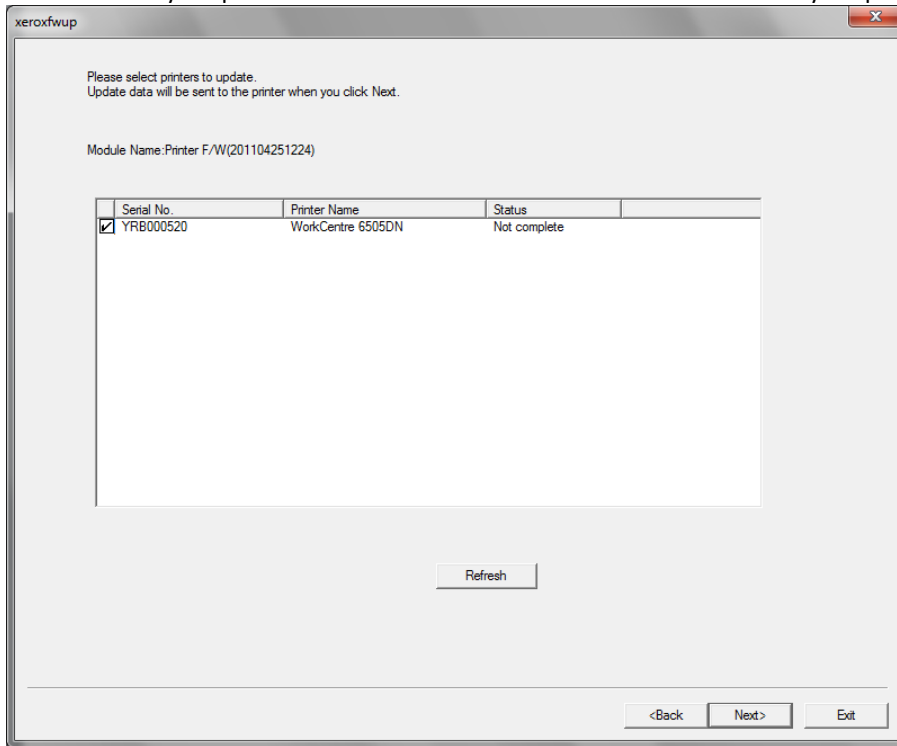 xeroxfwup
Please select printers to update.
Update data will be sent to the printer when you click Next.
Module Name:Printer F/W(201104251224)
Serial No. Printer Name Status
YRB000520 WorkCentre 6505DN Not complete
Refresh
<Back Next> Exit